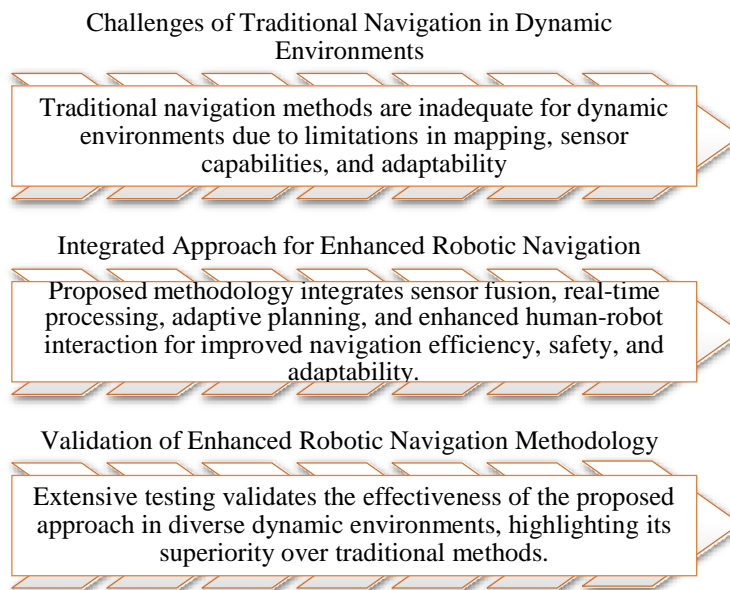 Challenges of Traditional Navigation in Dynamic
Environments
Traditional navigation methods are inadequate for dynamic
environments due to limitations in mapping, sensor
capabilities, and adaptability
Integrated Approach for Enhanced Robotic Navigation
Proposed methodology integrates sensor fusion, real-time
processing, adaptive planning, and enhanced human-robot
interaction for improved navigation efficiency, safety, and
adaptability.
Validation of Enhanced Robotic Navigation Methodology
Extensive testing validates the effectiveness of the proposed
approach in diverse dynamic environments, highlighting its
superiority over traditional methods.